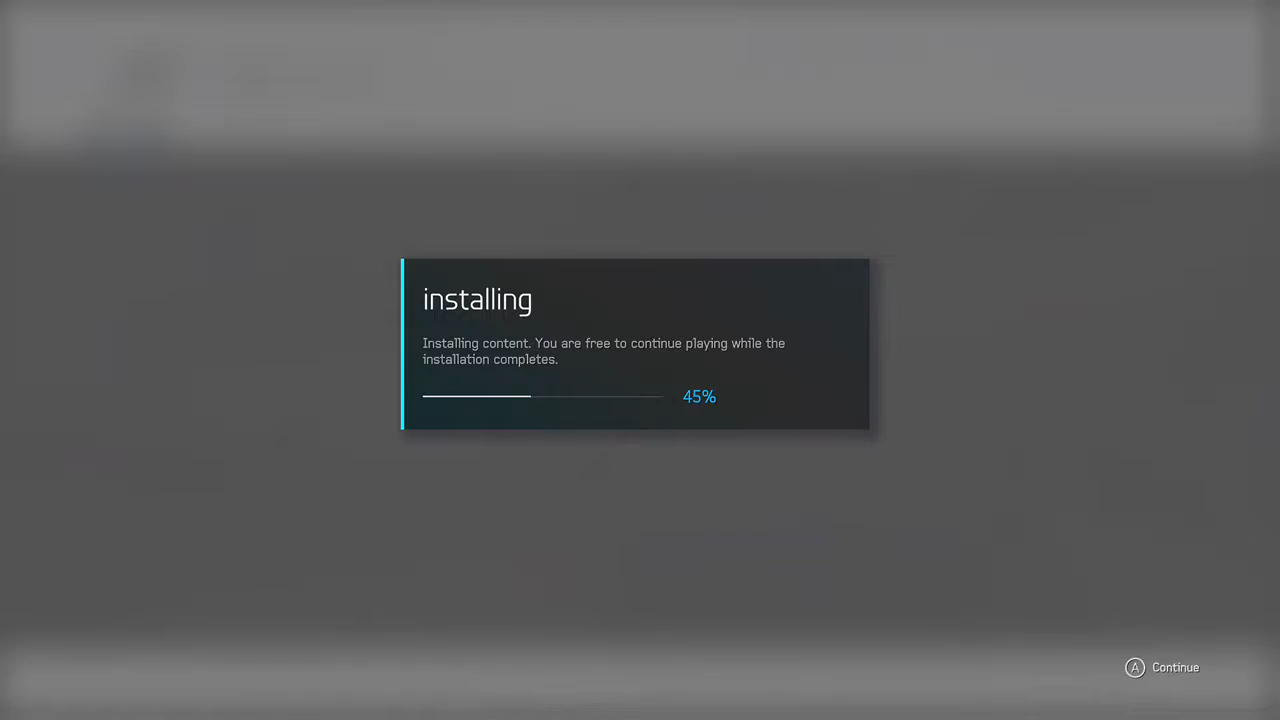 installing
Installing content. You are free to continue playing while the
installation completes.
45%
A Continue